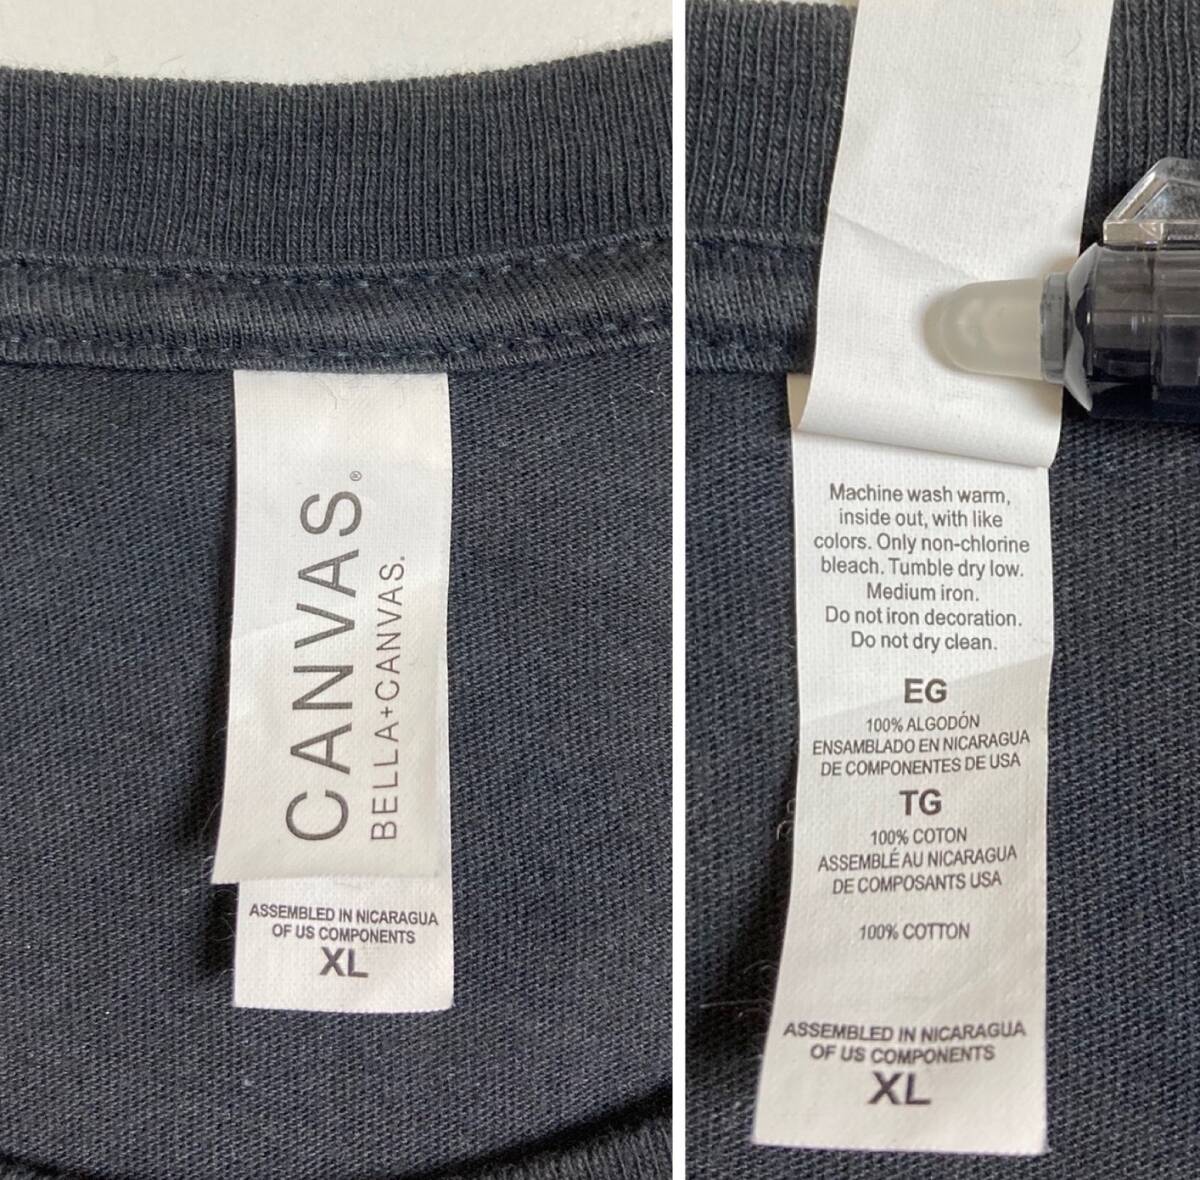 CANVAS.®
BELLA+CANVAS.
ASSEMBLED IN NICARAGUA
OF US COMPONENTS
XL
Machine wash warm,
inside out, with like
colors. Only non-chlorine
bleach. Tumble dry low.
Medium iron.
Do not iron decoration.
Do not dry clean.
EG
100% ALGODÓN
ENSAMBLADO EN NICARAGUA
DE COMPONENTES DE USA
TG
100% COTON
ASSEMBLÉ AU NICARAGUA
DE COMPOSANTS USA
100% COTTON
ASSEMBLED IN NICARAGUA
OF US COMPONENTS
XL